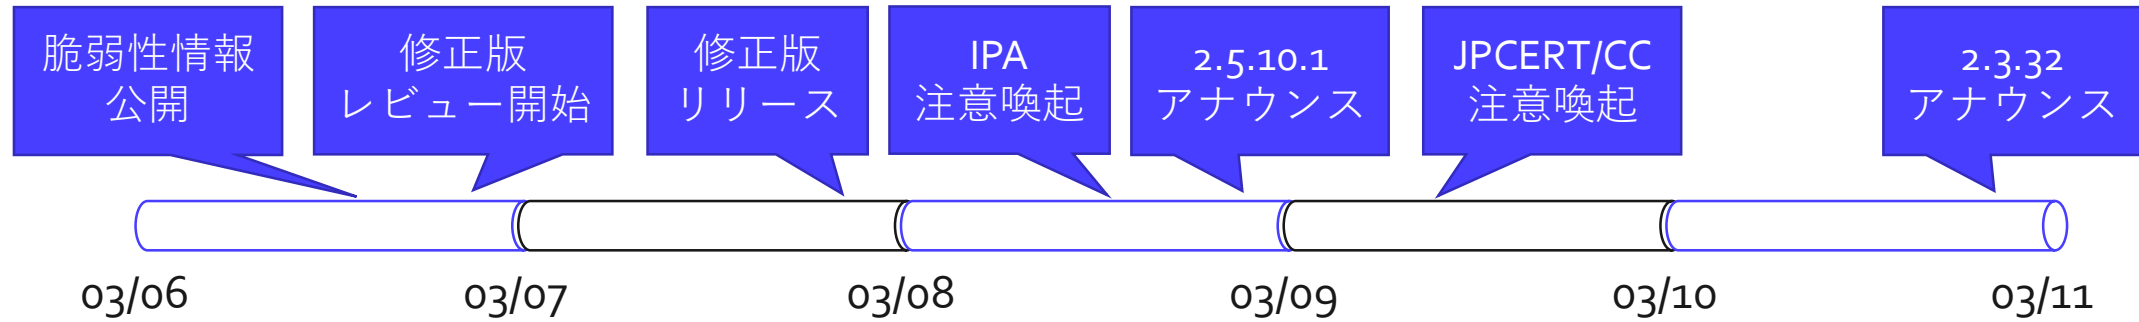 脆弱性情報
公開
修正版
レビュー開始
修正版
リリース
IPA
注意喚起
2.5.10.1
アナウンス
JPCERT/CC
注意喚起
2.3.32
アナウンス
03/06
03/07
03/08
03/09
03/10
03/11